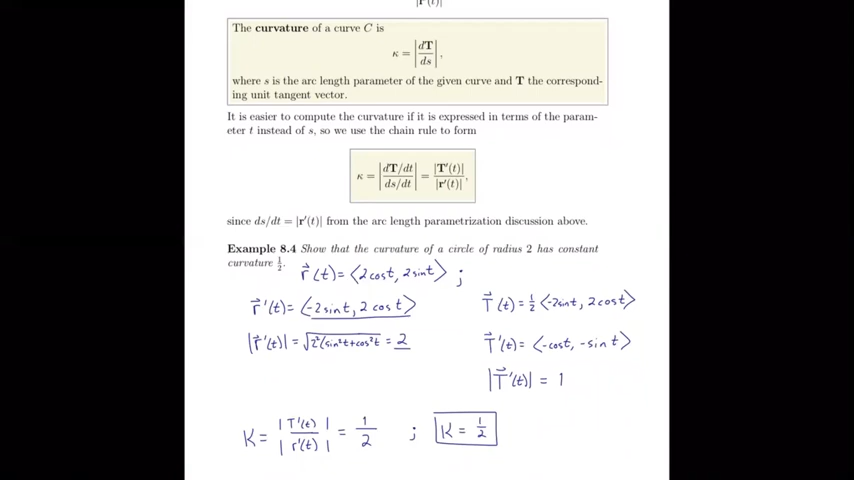 |r′(t)|
The curvature of a curve C is
κ = |dT/ds|,
where s is the arc length parameter of the given curve and T the correspond-
ing unit tangent vector.
It is easier to compute the curvature if it is expressed in terms of the param-
eter t instead of s, so we use the chain rule to form
κ = |dT/dt / ds/dt| = |T′(t)| / |r′(t)|,
since ds/dt = |r′(t)| from the arc length parametrization discussion above.
Example 8.4 Show that the curvature of a circle of radius 2 has constant
curvature 1/2.
r⃗(t) = ⟨2cost, 2sint⟩ ;
r⃗′(t) = ⟨-2sint, 2cost⟩
|r⃗′(t)| = √2²(sin²t+cos²t = 2
T⃗(t) = 1/2 ⟨-2sint, 2cost⟩
T⃗′(t) = ⟨-cost, -sint⟩
|T⃗′(t)| = 1
K = |T′(t)| / |r′(t)| = 1/2 ; K = 1/2